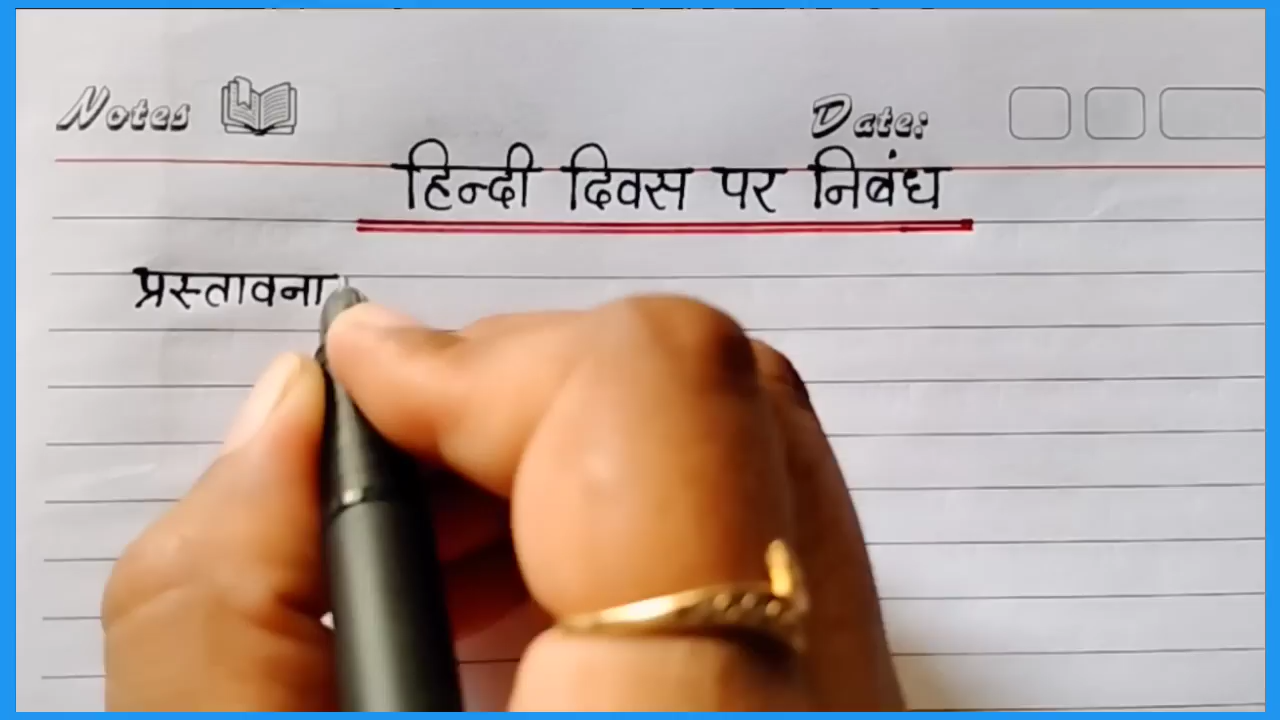 Notes Date:
हिन्दी दिवस पर निबंध
प्रस्तावना